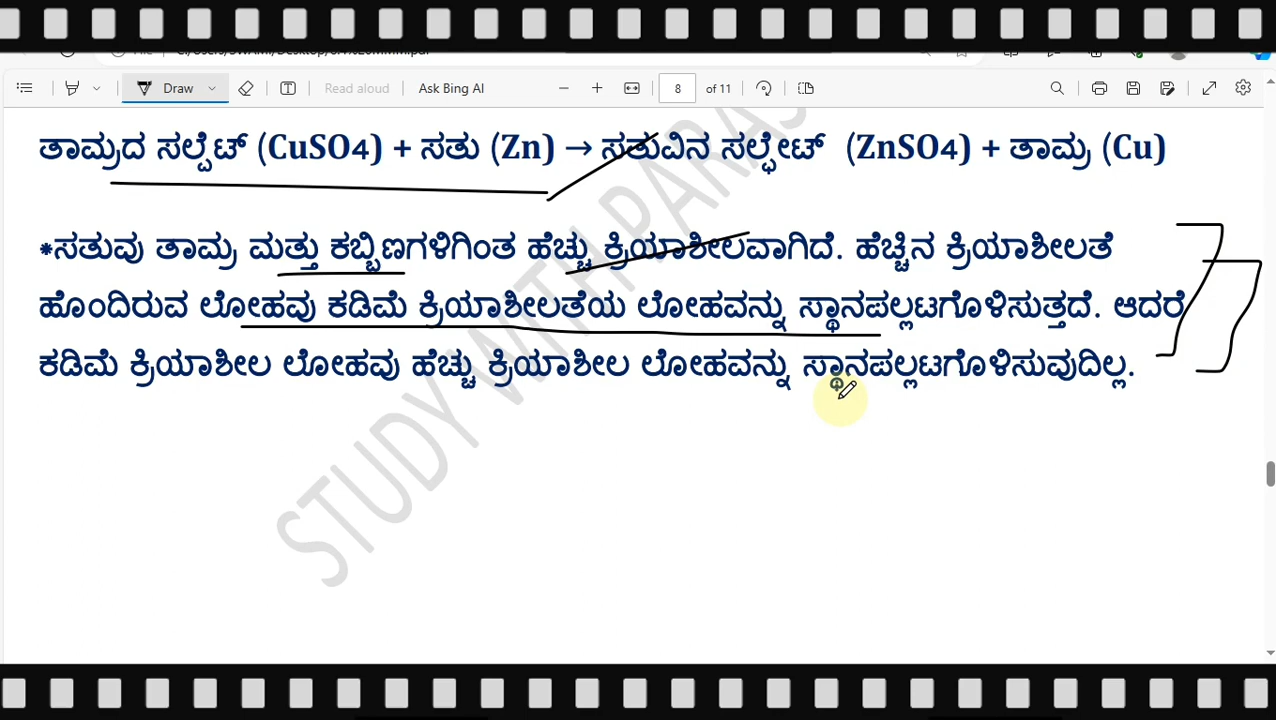 Draw
Read aloud
Ask Bing AI
8
of 11
ತಾಮ್ರದ ಸಲ್ಪೆಟ್ (CuSO4) + ಸತು (Zn) → ಸತುವಿನ ಸಲ್ಫೇಟ್ (ZnSO4) + ತಾಮ್ರ (Cu)
*ಸತುವು ತಾಮ್ರ ಮತ್ತು ಕಬ್ಬಿಣಗಳಿಗಿಂತ ಹೆಚ್ಚು ಕ್ರಿಯಾಶೀಲವಾಗಿದೆ. ಹೆಚ್ಚಿನ ಕ್ರಿಯಾಶೀಲತೆ
ಹೊಂದಿರುವ ಲೋಹವು ಕಡಿಮೆ ಕ್ರಿಯಾಶೀಲತೆಯ ಲೋಹವನ್ನು ಸ್ಥಾನಪಲ್ಲಟಗೊಳಿಸುತ್ತದೆ. ಆದರೆ
ಕಡಿಮೆ ಕ್ರಿಯಾಶೀಲ ಲೋಹವು ಹೆಚ್ಚು ಕ್ರಿಯಾಶೀಲ ಲೋಹವನ್ನು ಸ್ಥಾನಪಲ್ಲಟಗೊಳಿಸುವುದಿಲ್ಲ.
STUDY WITH PARAS